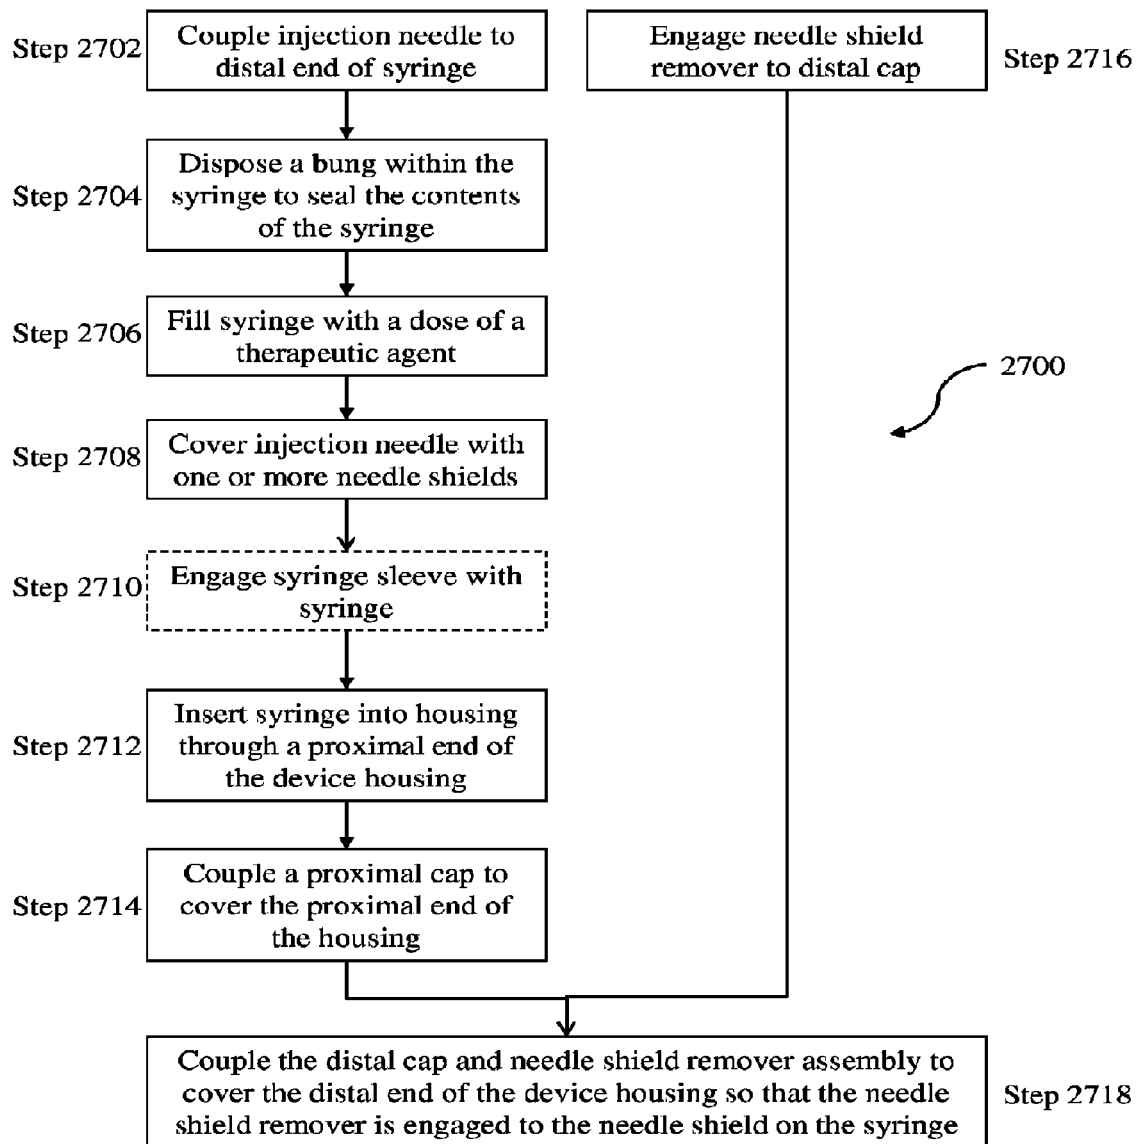 Step 2702
Couple injection needle to
distal end of syringe
Engage needle shield
remover to distal cap
Step 2716
Step 2704
Dispose a bung within the
syringe to seal the contents
of the syringe
Step 2706
Fill syringe with a dose of a
therapeutic agent
2700
Step 2708
Cover injection needle with
one or more needle shields
Step 2710
Engage syringe sleeve with
syringe
Step 2712
Insert syringe into housing
through a proximal end of
the device housing
Step 2714
Couple a proximal cap to
cover the proximal end of
the housing
Couple the distal cap and needle shield remover assembly to
cover the distal end of the device housing so that the needle
shield remover is engaged to the needle shield on the syringe
Step 2718